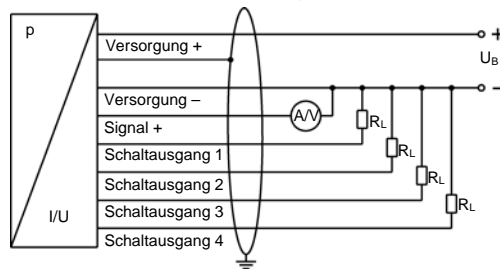 p
Versorgung +
+
U_B
Versorgung –
–
A/V
Signal +
R_L
Schaltausgang 1
R_L
Schaltausgang 2
R_L
Schaltausgang 3
R_L
I/U
Schaltausgang 4